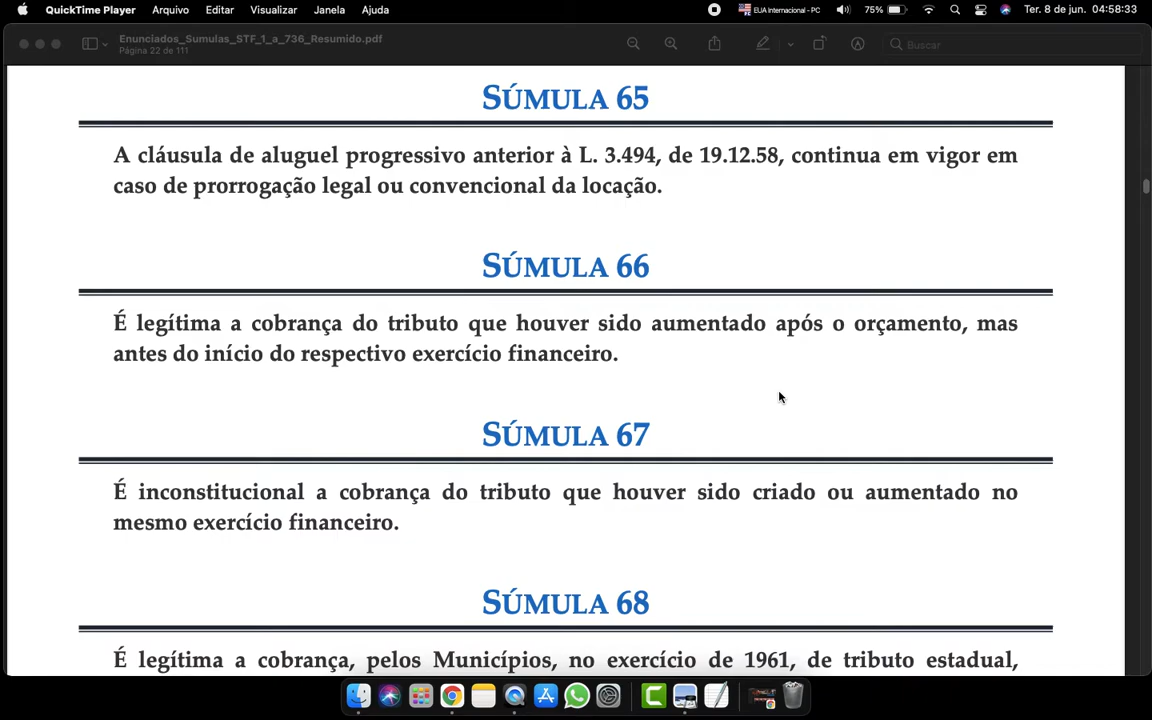 QuickTime Player Arquivo Editar Visualizar Janela Ajuda EUA Internacional - PC 75% Ter. 8 de jun. 04:58:33
Enunciados_Sumulas_STF_1_a_736_Resumido.pdf
Página 22 de 111
Buscar
SÚMULA 65
A cláusula de aluguel progressivo anterior à L. 3.494, de 19.12.58, continua em vigor em
caso de prorrogação legal ou convencional da locação.
SÚMULA 66
É legítima a cobrança do tributo que houver sido aumentado após o orçamento, mas
antes do início do respectivo exercício financeiro.
SÚMULA 67
É inconstitucional a cobrança do tributo que houver sido criado ou aumentado no
mesmo exercício financeiro.
SÚMULA 68
É legítima a cobrança, pelos Municípios, no exercício de 1961, de tributo estadual,